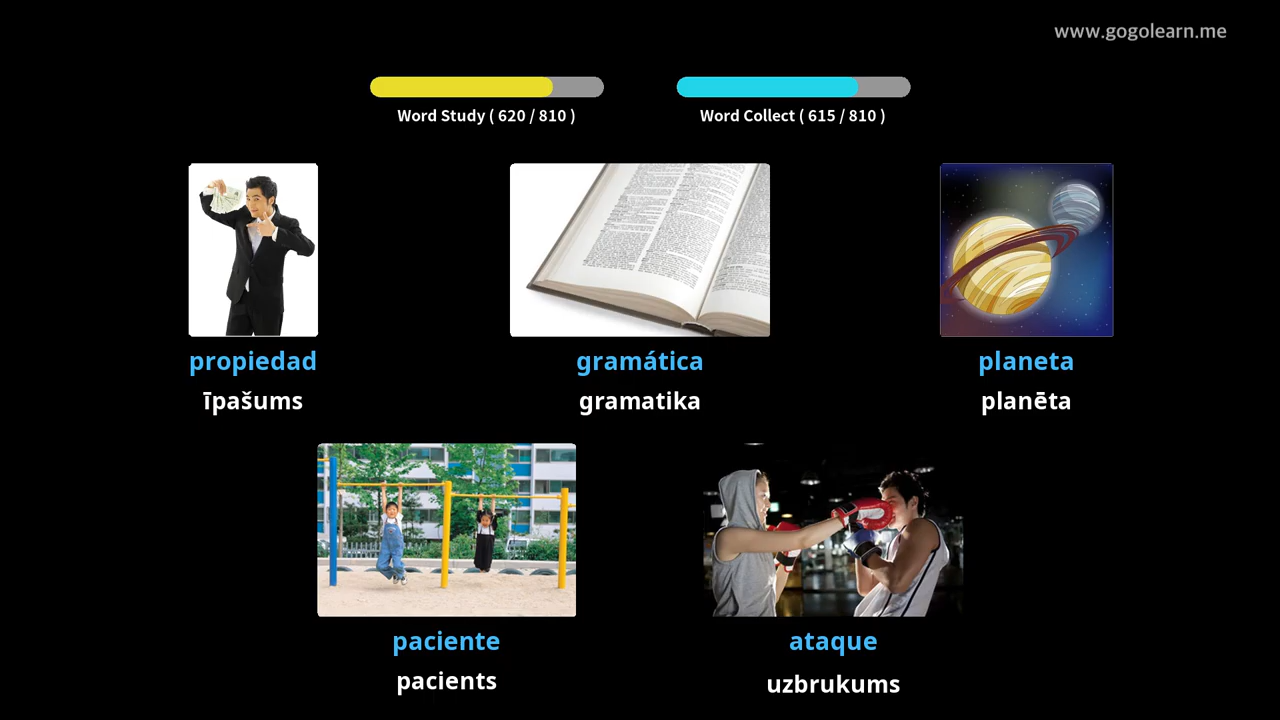 www.gogolearn.me
Word Study ( 620 / 810 )
Word Collect ( 615 / 810 )
propiedad
īpašums
gramática
gramatika
planeta
planēta
paciente
pacients
ataque
uzbrukums